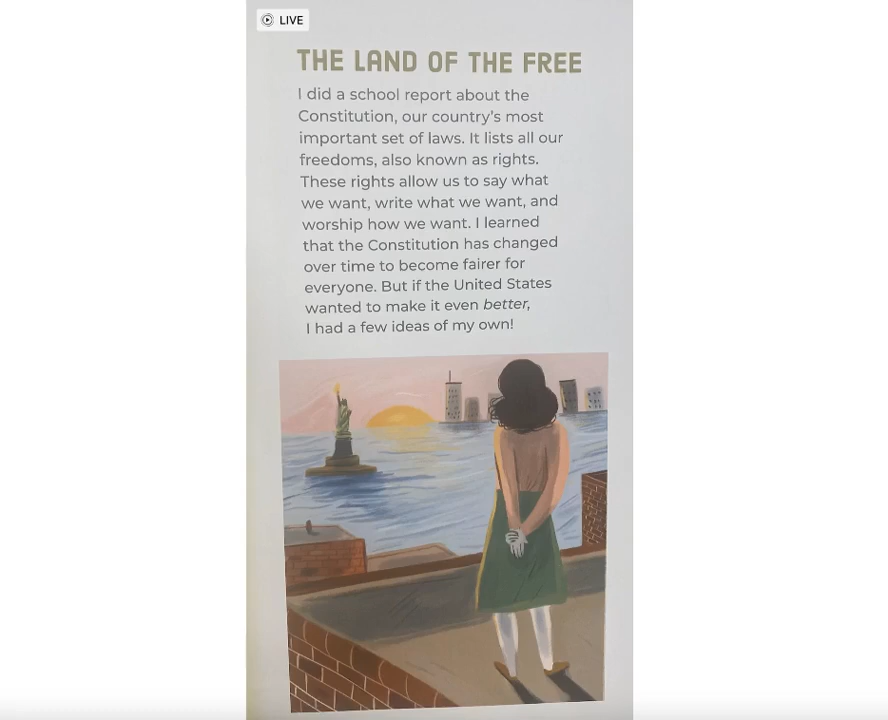 LIVE
THE LAND OF THE FREE
I did a school report about the
Constitution, our country's most
important set of laws. It lists all our
freedoms, also known as rights.
These rights allow us to say what
we want, write what we want, and
worship how we want. I learned
that the Constitution has changed
over time to become fairer for
everyone. But if the United States
wanted to make it even better,
I had a few ideas of my own!